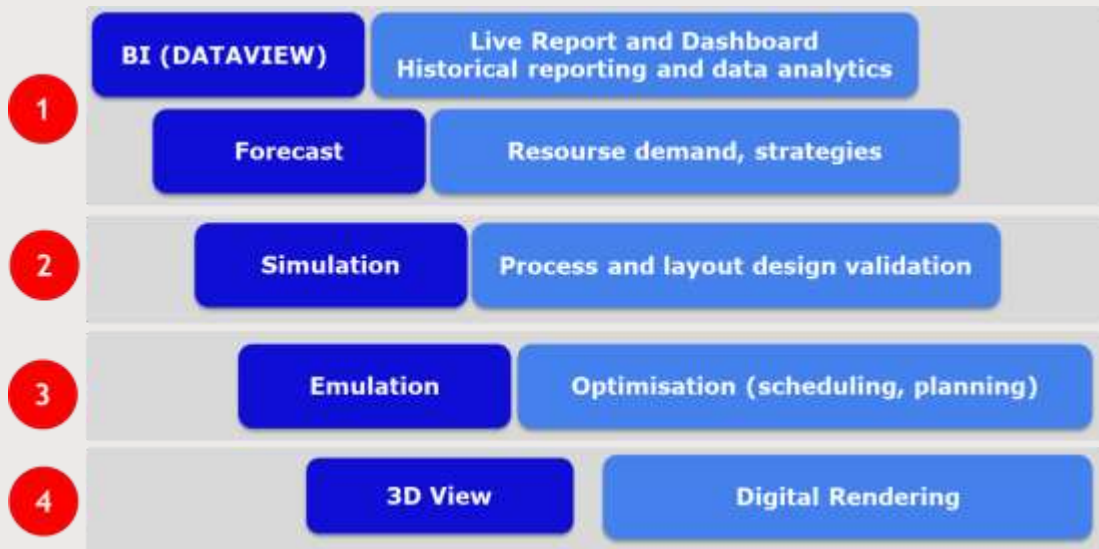 1
BI (DATAVIEW)
Live Report and Dashboard
Historical reporting and data analytics
Forecast
Resourse demand, strategies
2
Simulation
Process and layout design validation
3
Emulation
Optimisation (scheduling, planning)
4
3D View
Digital Rendering